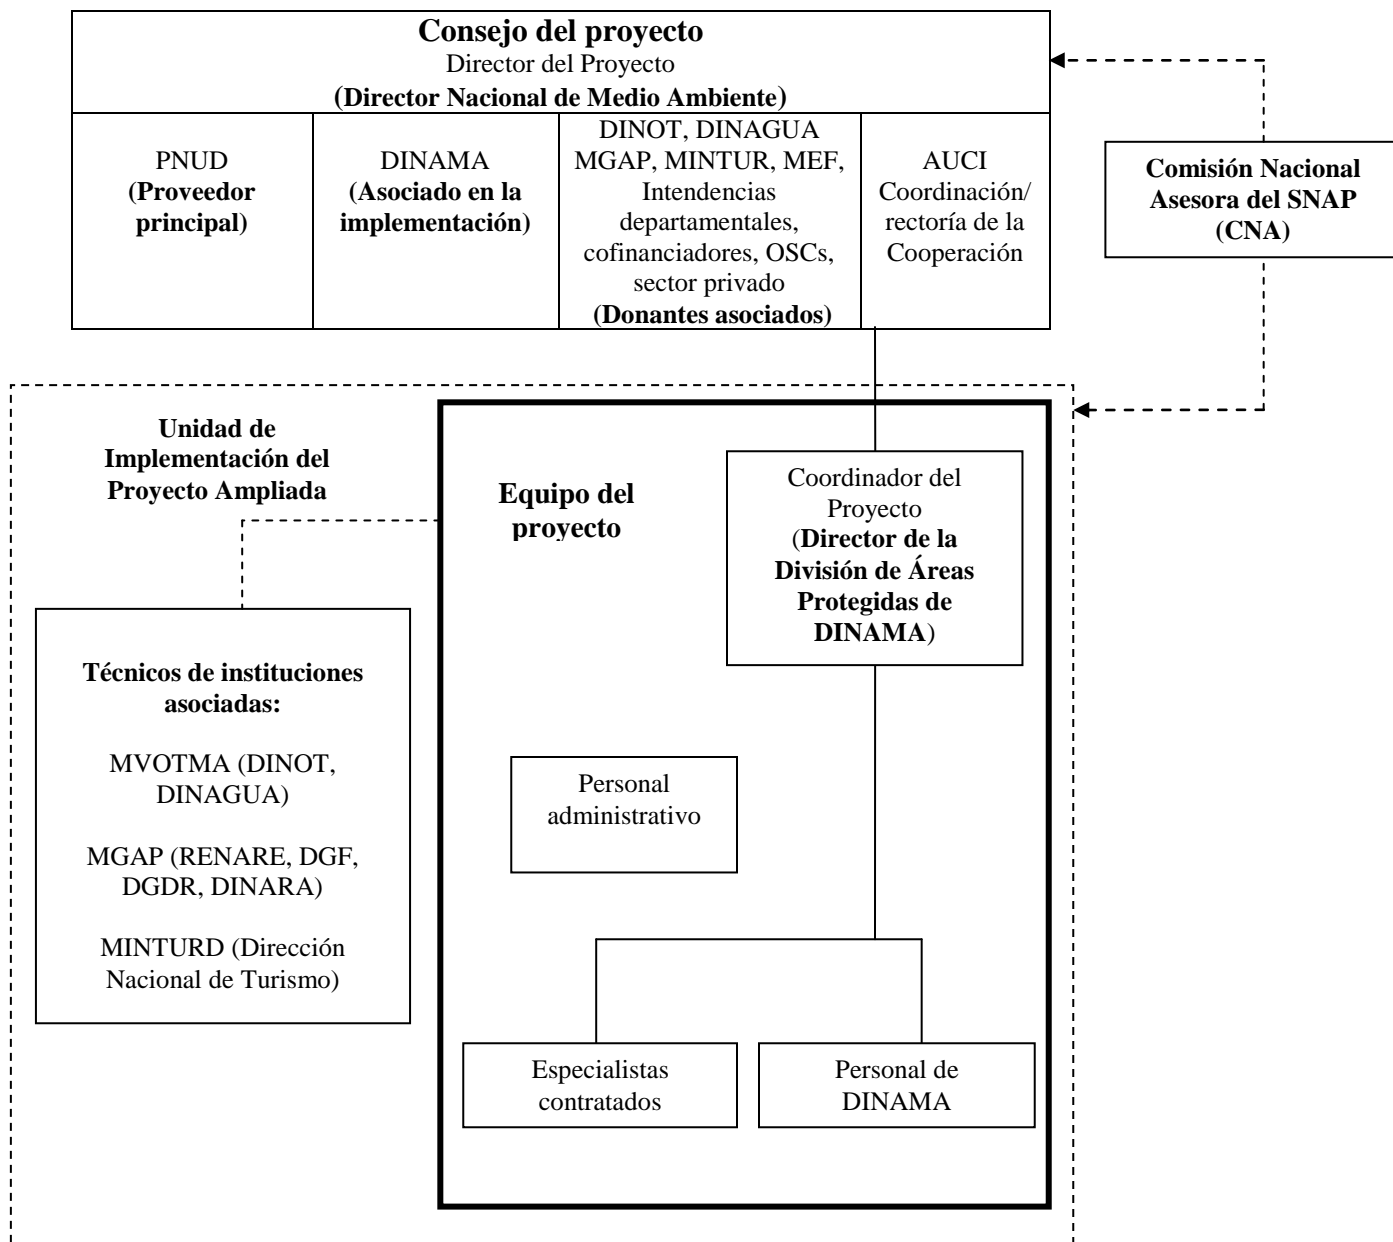 Consejo del proyecto
Director del Proyecto
(Director Nacional de Medio Ambiente)
PNUD
(Proveedor
principal)
DINAMA
(Asociado en la
implementación)
DINOT, DINAGUA
MGAP, MINTUR, MEF,
Intendencias
departamentales,
cofinanciadores, OSCs,
sector privado
(Donantes asociados)
AUCI
Coordinación/
rectoría de la
Cooperación
Comisión Nacional
Asesora del SNAP
(CNA)
Unidad de
Implementación del
Proyecto Ampliada
Equipo del
proyecto
Coordinador del
Proyecto
(Director de la
División de Áreas
Protegidas de
DINAMA)
Técnicos de instituciones
asociadas:
MVOTMA (DINOT,
DINAGUA)
MGAP (RENARE, DGF,
DGDR, DINARA)
MINTURD (Dirección
Nacional de Turismo)
Personal
administrativo
Especialistas
contratados
Personal de
DINAMA